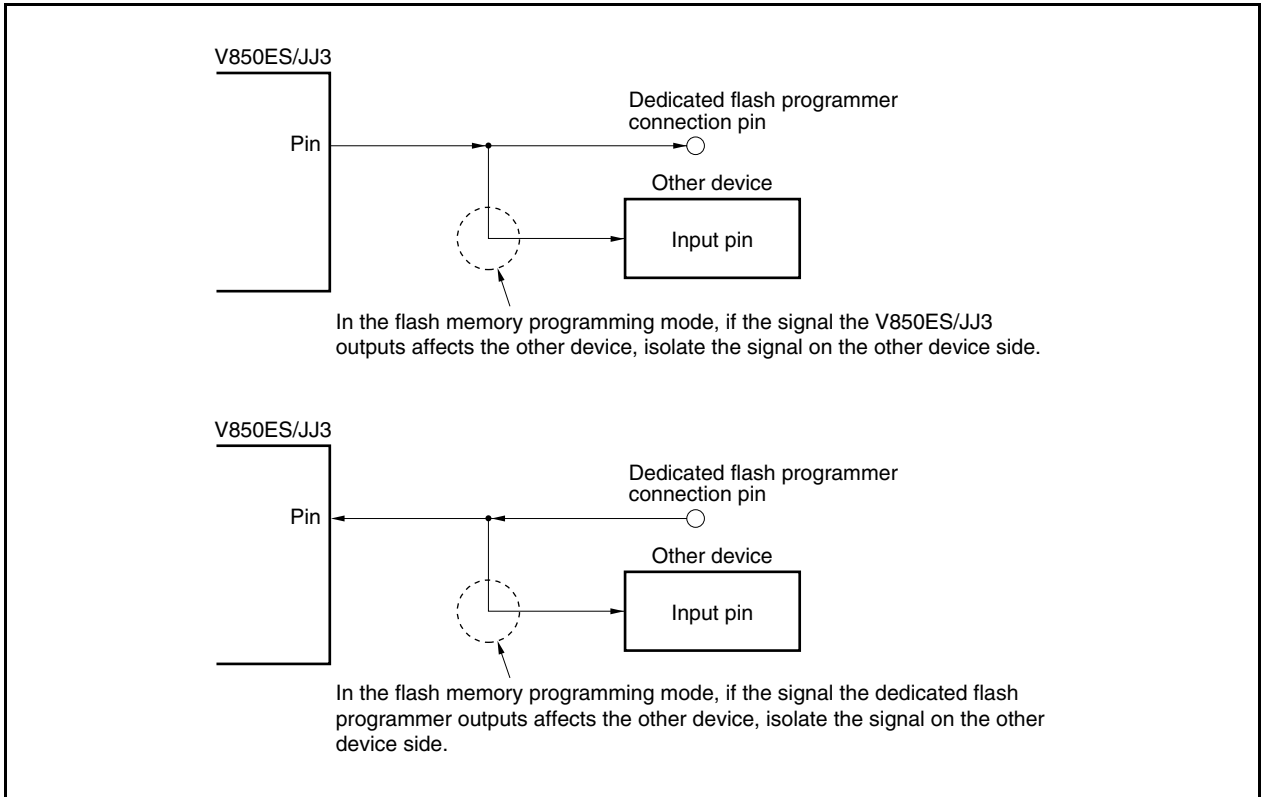 V850ES/JJ3
Dedicated flash programmer
connection pin
Pin
Other device
Input pin
In the flash memory programming mode, if the signal the V850ES/JJ3
outputs affects the other device, isolate the signal on the other device side.
V850ES/JJ3
Dedicated flash programmer
connection pin
Pin
Other device
Input pin
In the flash memory programming mode, if the signal the dedicated flash
programmer outputs affects the other device, isolate the signal on the other
device side.